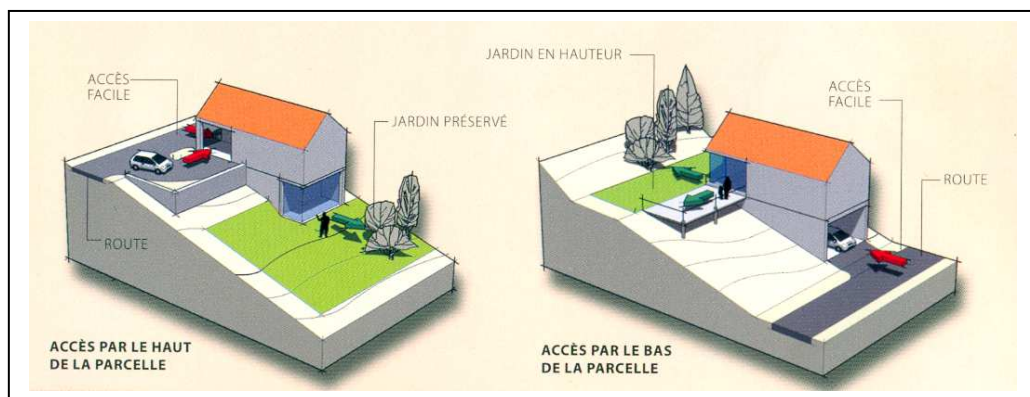 ACCÈS
FACILE
JARDIN PRÉSERVÉ
ROUTE
ACCÈS PAR LE HAUT
DE LA PARCELLE
JARDIN EN HAUTEUR
ACCÈS
FACILE
ROUTE
ACCÈS PAR LE BAS
DE LA PARCELLE